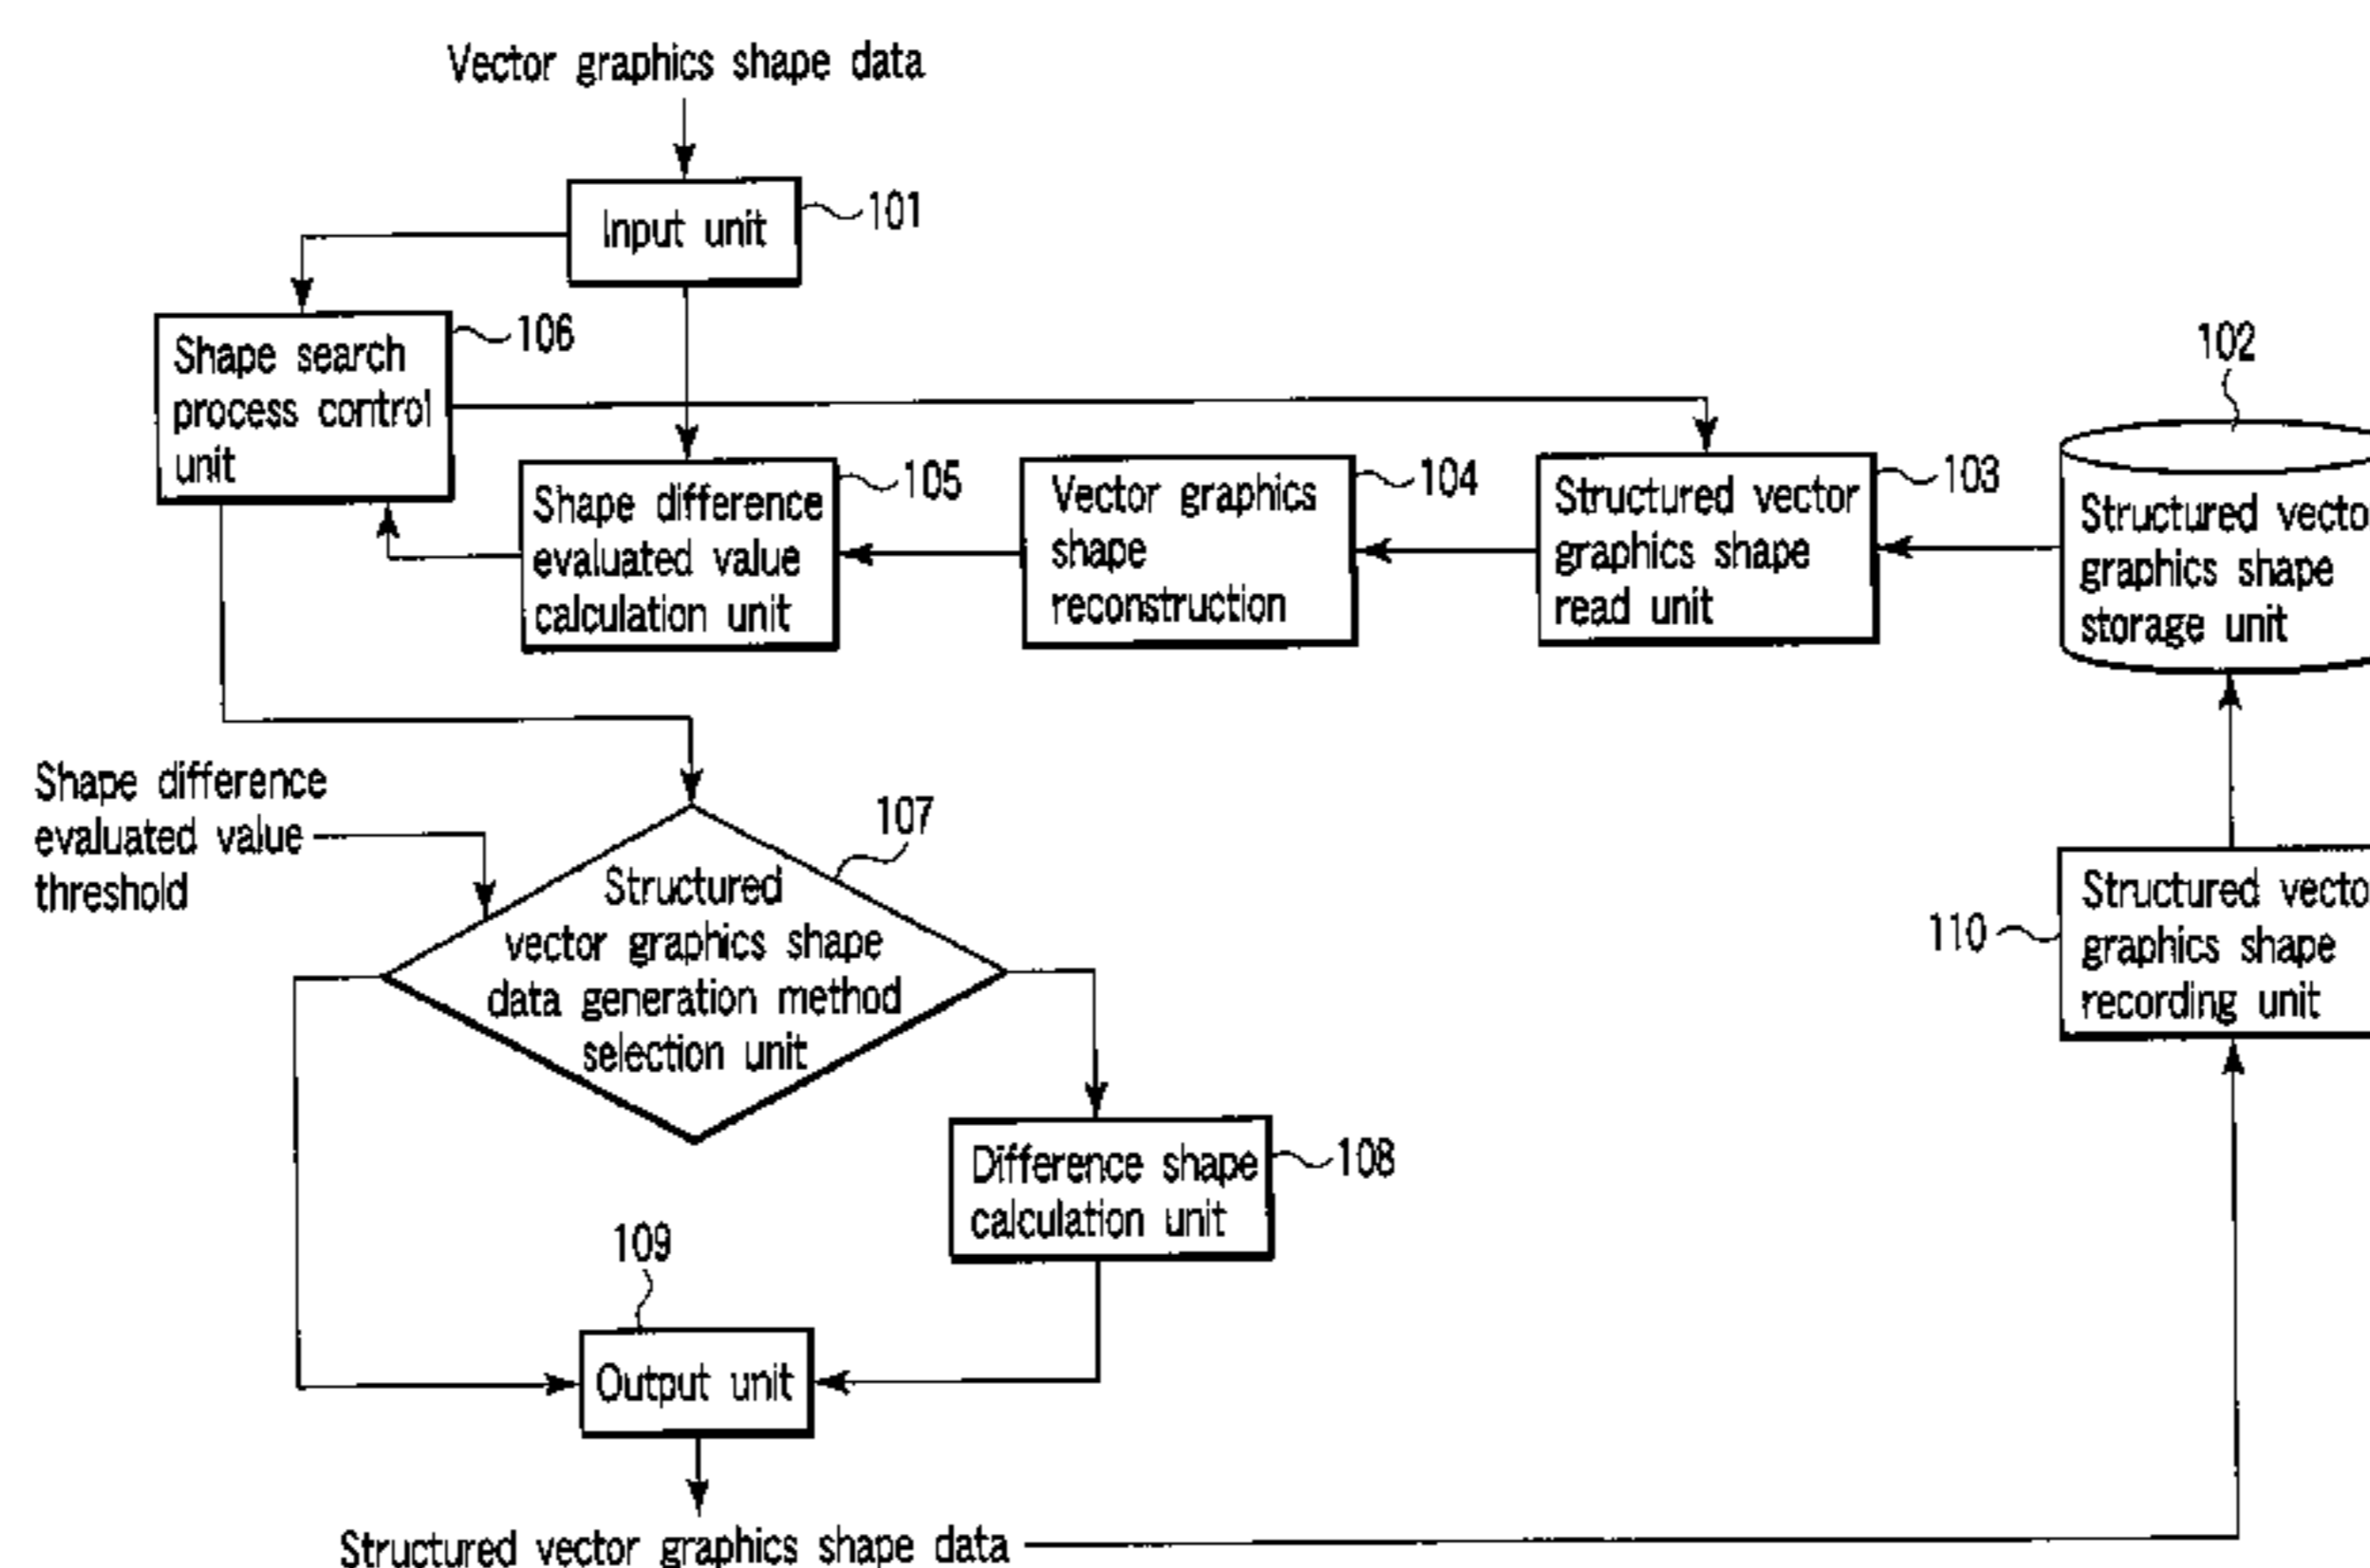 Vector graphics shape data
Input unit
101
Shape search
process control
unit
106
102
Shape difference
evaluated value
calculation unit
105
Vector graphics
shape
reconstruction
104
Structured vector
graphics shape
read unit
103
Structured vecto
graphics shape
storage unit
Shape difference
evaluated value
threshold
107
Structured
vector graphics shape
data generation method
selection unit
110
Structured vecto
graphics shape
recording unit
Difference shape
calculation unit
108
109
Output unit
Structured vector graphics shape data